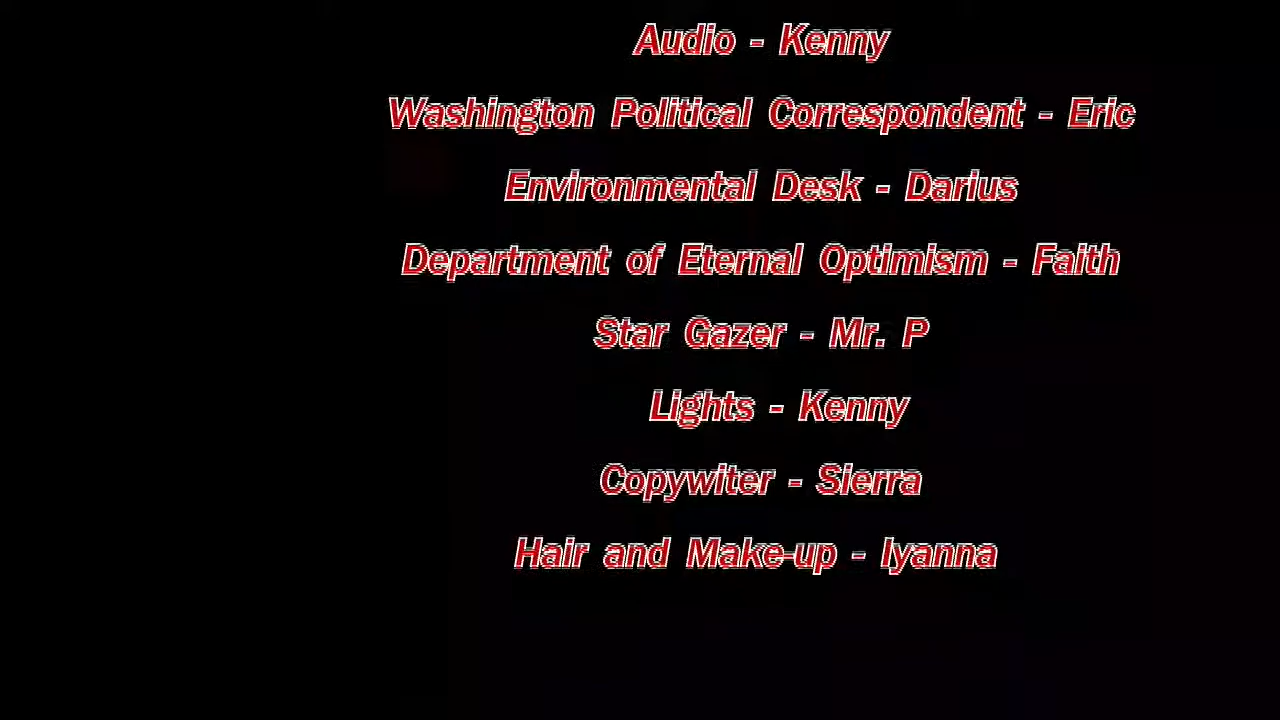 Audio - Kenny
Washington Political Correspondent - Eric
Environmental Desk - Darius
Department of Eternal Optimism - Faith
Star Gazer - Mr. P
Lights - Kenny
Copywiter - Sierra
Hair and Make-up - Iyanna